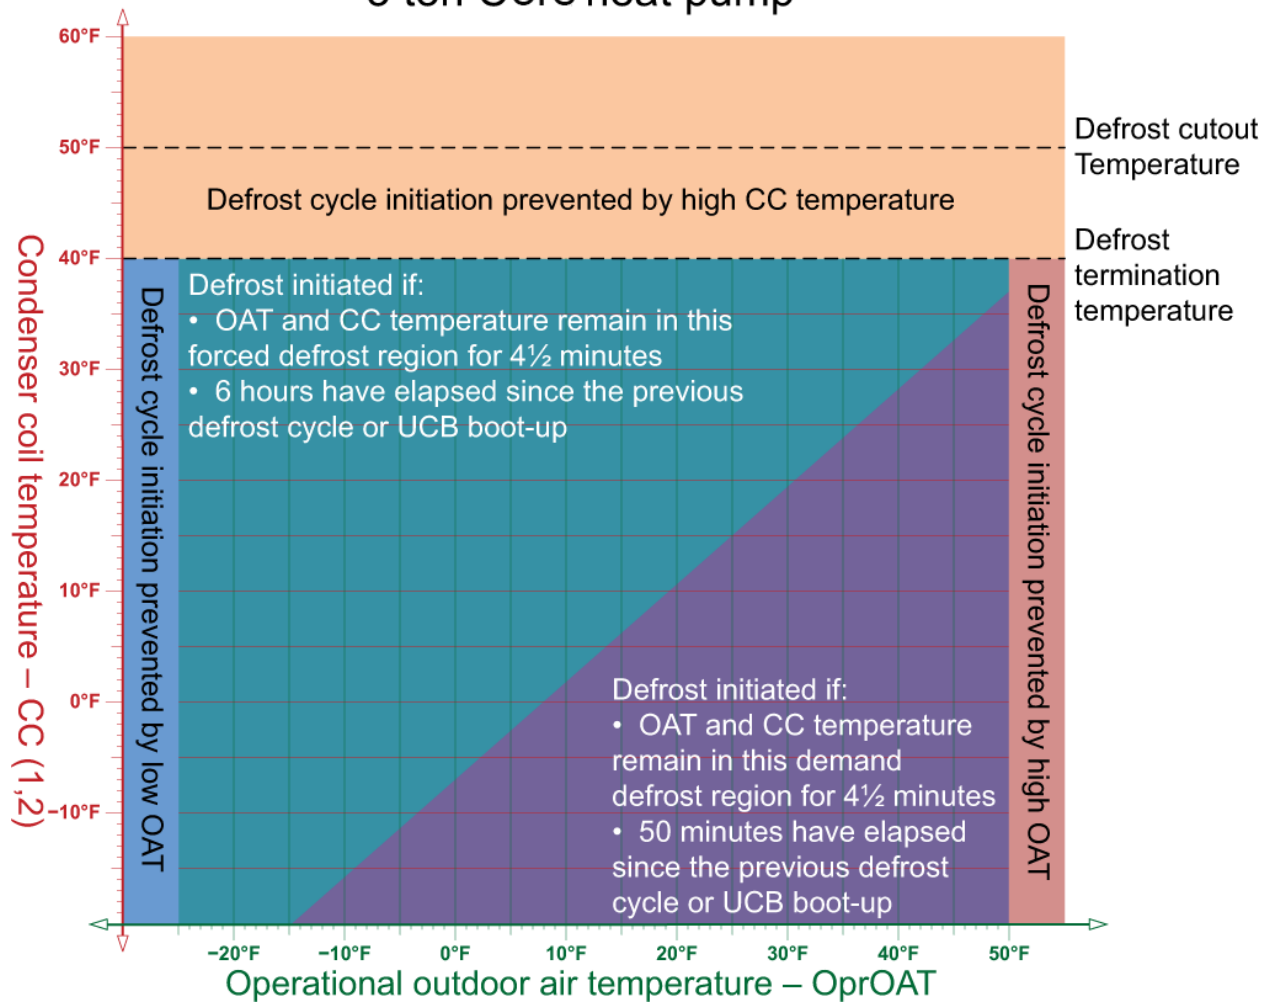 heat pump
60°F
50°F
40°F
30°F
20°F
10°F
0°F
−10°F
Condenser coil temperature – CC (1,2)
Defrost cutout
Temperature
Defrost cycle initiation prevented by high CC temperature
Defrost
termination
temperature
Defrost cycle initiation prevented by low OAT
Defrost initiated if:
• OAT and CC temperature remain in this
forced defrost region for 4½ minutes
• 6 hours have elapsed since the previous
defrost cycle or UCB boot-up
Defrost cycle initiation prevented by high OAT
Defrost initiated if:
• OAT and CC temperature
remain in this demand
defrost region for 4½ minutes
• 50 minutes have elapsed
since the previous defrost
cycle or UCB boot-up
−20°F −10°F 0°F 10°F 20°F 30°F 40°F 50°F
Operational outdoor air temperature – OprOAT